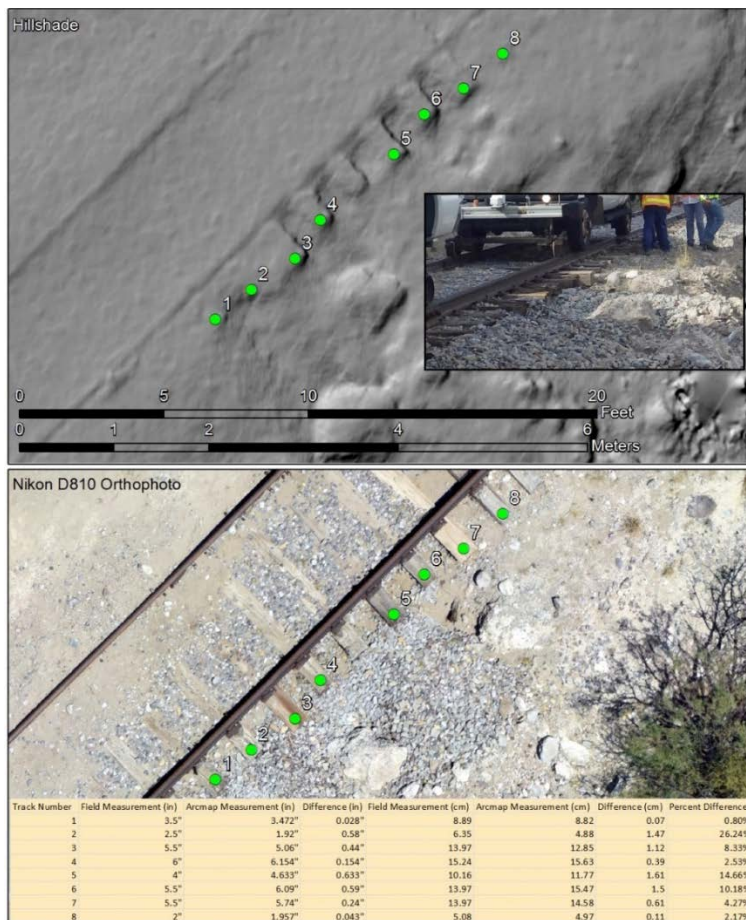 Hillshade
8
7
6
5
4
3
2
1
0 5 10 20
Feet
0 1 2 4 6
Meters
Nikon D810 Orthophoto
8
7
6
5
4
3
2
1
Track Number Field Measurement (in) Arcmap Measurement (in) Difference (in) Field Measurement (cm) Arcmap Measurement (cm) Difference (cm) Percent Difference
1 3.5" 3.472" 0.028" 8.89 8.82 0.07 0.80%
2 2.5" 1.92" 0.58" 6.35 4.88 1.47 26.24%
3 5.5" 5.06" 0.44" 13.97 12.85 1.12 8.33%
4 6" 6.154" 0.154" 15.24 15.63 0.39 2.53%
5 4" 4.633" 0.633" 10.16 11.77 1.61 14.66%
6 5.5" 6.09" 0.59" 13.97 15.47 1.5 10.18%
7 5.5" 5.74" 0.24" 13.97 14.58 0.61 4.27%
8 2" 1.957" 0.043" 5.08 4.97 0.11 2.17%